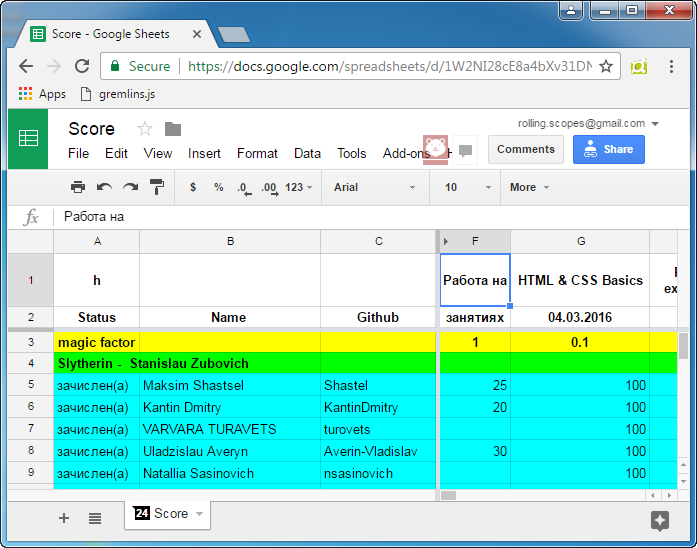 Score - Google Sheets
Secure https://docs.google.com/spreadsheets/d/1W2NI28cE8a4bXv31DN
Apps gremlins.js
Score
rolling.scopes@gmail.com
File Edit View Insert Format Data Tools Add-ons
Comments
Share
$ % .0 .00 123 Arial 10 More
fx Работа на
A B C F G
1 h Работа на HTML & CSS Basics
2 Status Name Github занятиях 04.03.2016
3 magic factor 1 0.1
4 Slytherin - Stanislau Zubovich
5 зачислен(а) Maksim Shastsel Shastel 25 100
6 зачислен(а) Kantin Dmitry KantinDmitry 20 100
7 зачислен(а) VARVARA TURAVETS turovets 100
8 зачислен(а) Uladzislau Averyn Averin-Vladislav 30 100
9 зачислен(а) Natallia Sasinovich nsasinovich 100
24 Score